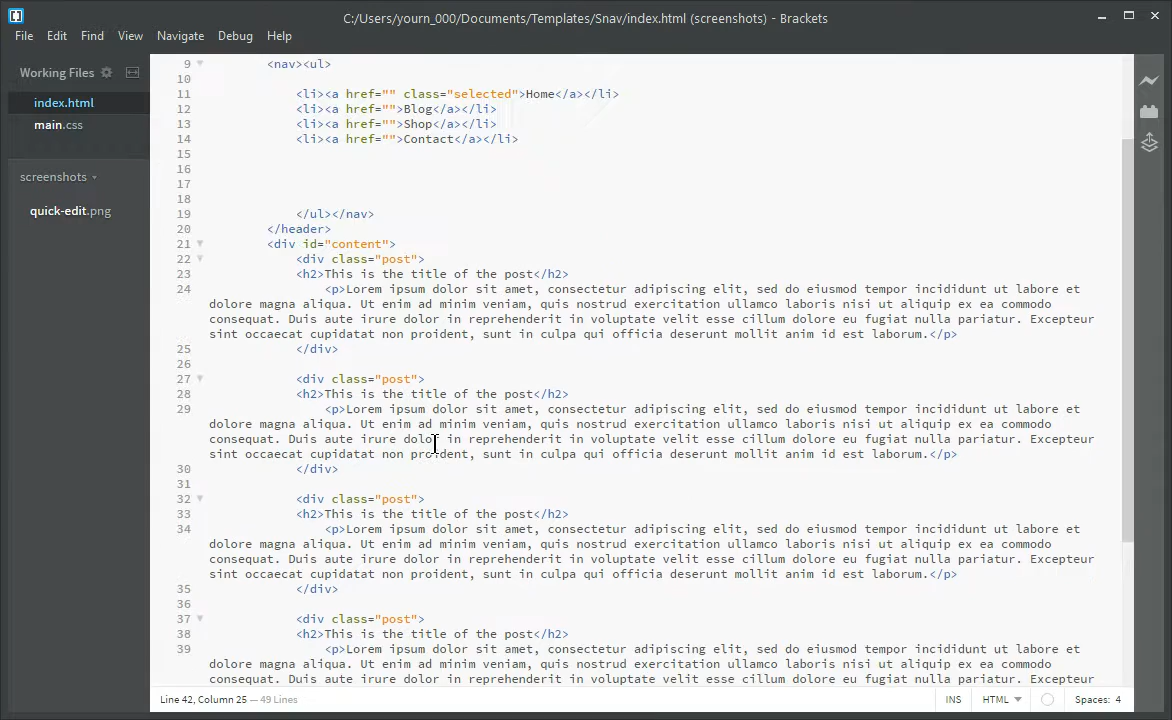 C:/Users/yourn_000/Documents/Templates/Snav/index.html (screenshots) - Brackets
File Edit Find View Navigate Debug Help
Working Files
index.html
main.css
screenshots
quick-edit.png
9 <nav><ul>
10
11 <li><a href="" class="selected">Home</a></li>
12 <li><a href="">Blog</a></li>
13 <li><a href="">Shop</a></li>
14 <li><a href="">Contact</a></li>
15
16
17
18
19 </ul></nav>
20 </header>
21 <div id="content">
22 <div class="post">
23 <h2>This is the title of the post</h2>
24 <p>Lorem ipsum dolor sit amet, consectetur adipiscing elit, sed do eiusmod tempor incididunt ut labore et
dolore magna aliqua. Ut enim ad minim veniam, quis nostrud exercitation ullamco laboris nisi ut aliquip ex ea commodo
consequat. Duis aute irure dolor in reprehenderit in voluptate velit esse cillum dolore eu fugiat nulla pariatur. Excepteur
sint occaecat cupidatat non proident, sunt in culpa qui officia deserunt mollit anim id est laborum.</p>
25 </div>
26
27 <div class="post">
28 <h2>This is the title of the post</h2>
29 <p>Lorem ipsum dolor sit amet, consectetur adipiscing elit, sed do eiusmod tempor incididunt ut labore et
dolore magna aliqua. Ut enim ad minim veniam, quis nostrud exercitation ullamco laboris nisi ut aliquip ex ea commodo
consequat. Duis aute irure dolor in reprehenderit in voluptate velit esse cillum dolore eu fugiat nulla pariatur. Excepteur
sint occaecat cupidatat non proident, sunt in culpa qui officia deserunt mollit anim id est laborum.</p>
30 </div>
31
32 <div class="post">
33 <h2>This is the title of the post</h2>
34 <p>Lorem ipsum dolor sit amet, consectetur adipiscing elit, sed do eiusmod tempor incididunt ut labore et
dolore magna aliqua. Ut enim ad minim veniam, quis nostrud exercitation ullamco laboris nisi ut aliquip ex ea commodo
consequat. Duis aute irure dolor in reprehenderit in voluptate velit esse cillum dolore eu fugiat nulla pariatur. Excepteur
sint occaecat cupidatat non proident, sunt in culpa qui officia deserunt mollit anim id est laborum.</p>
35 </div>
36
37 <div class="post">
38 <h2>This is the title of the post</h2>
39 <p>Lorem ipsum dolor sit amet, consectetur adipiscing elit, sed do eiusmod tempor incididunt ut labore et
dolore magna aliqua. Ut enim ad minim veniam, quis nostrud exercitation ullamco laboris nisi ut aliquip ex ea commodo
consequat. Duis aute irure dolor in reprehenderit in voluptate velit esse cillum dolore eu fugiat nulla pariatur. Excepteur
Line 42, Column 25 — 49 Lines INS HTML Spaces: 4